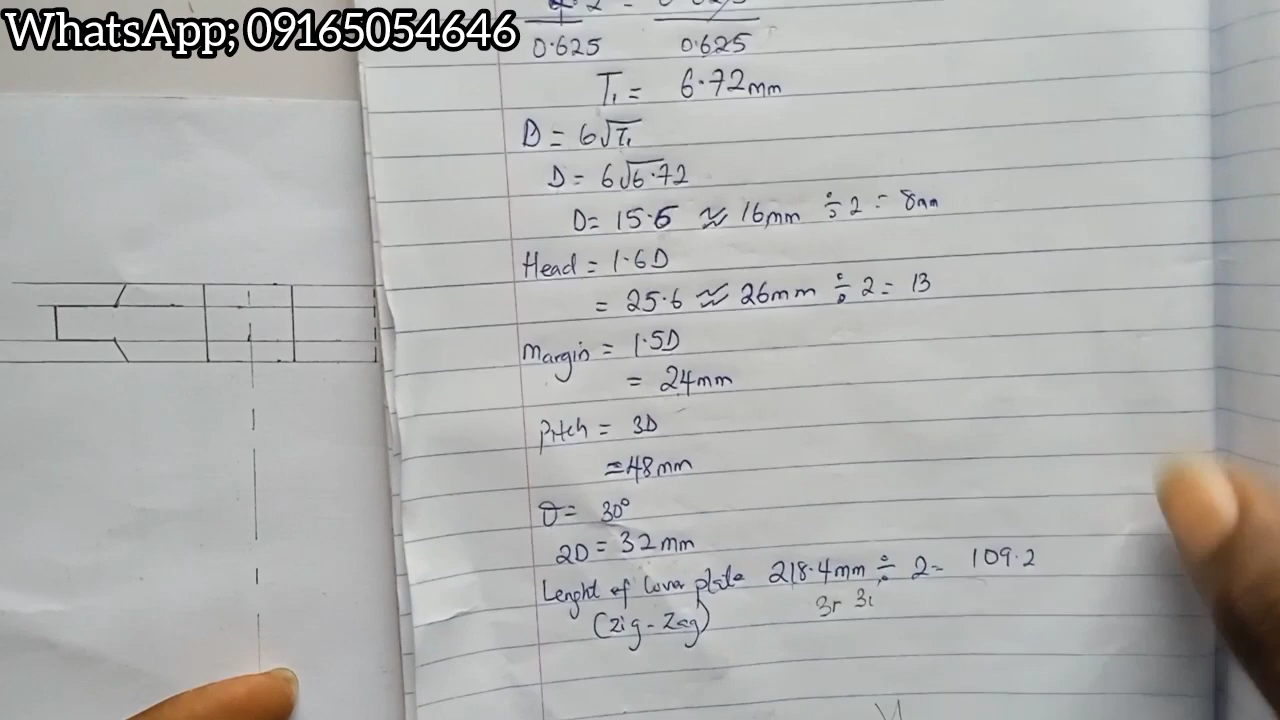 WhatsApp; 09165054646
0.625 0.625
T₁ = 6.72mm
D = 6√T₁
D = 6√6.72
D = 15.6 ≈ 16mm ÷ 2 = 8mm
Head = 1.6D
= 25.6 ≈ 26mm ÷ 2 = 13
Margin = 1.5D
= 24mm
Pitch = 3D
= 48mm
θ = 30°
2D = 32mm
Lenght of Cover plate 218.4mm ÷ 2 = 109.2
(Zig-Zag)